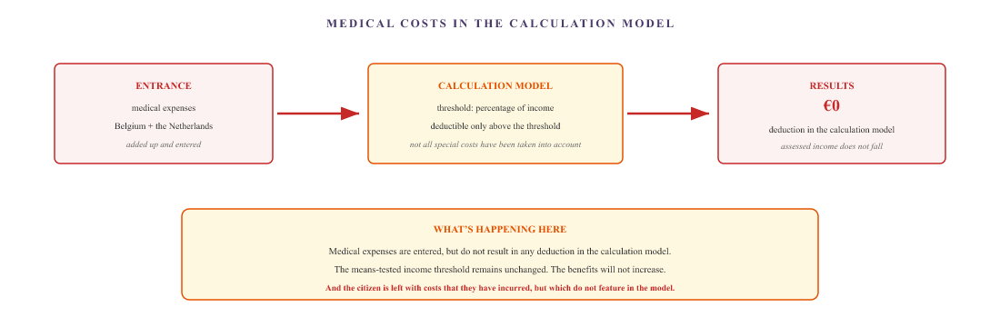 MEDICAL COSTS IN THE CALCULATION MODEL
ENTRANCE
medical expenses
Belgium + the Netherlands
added up and entered
CALCULATION MODEL
threshold: percentage of income
deductible only above the threshold
not all special costs have been taken into account
RESULTS
€0
deduction in the calculation model
assessed income does not fall
WHAT'S HAPPENING HERE
Medical expenses are entered, but do not result in any deduction in the calculation model.
The means-tested income threshold remains unchanged. The benefits will not increase.
And the citizen is left with costs that they have incurred, but which do not feature in the model.